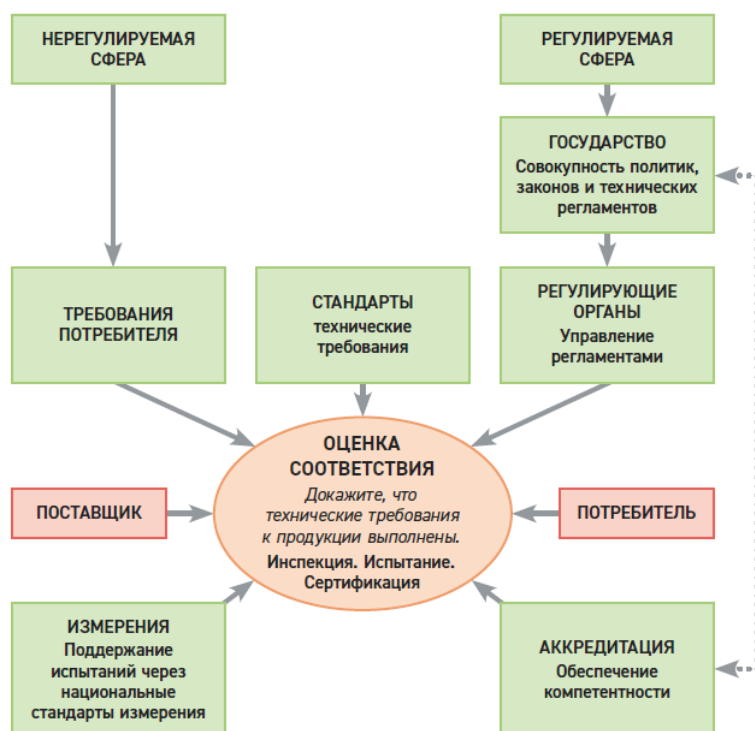 НЕРЕГУЛИРУЕМАЯ
СФЕРА
РЕГУЛИРУЕМАЯ
СФЕРА
ГОСУДАРСТВО
Совокупность политик,
законов и технических
регламентов
ТРЕБОВАНИЯ
ПОТРЕБИТЕЛЯ
СТАНДАРТЫ
технические
требования
РЕГУЛИРУЮЩИЕ
ОРГАНЫ
Управление
регламентами
ОЦЕНКА
СООТВЕТСТВИЯ
Докажите, что
технические требования
к продукции выполнены.
Инспекция. Испытание.
Сертификация
ПОСТАВЩИК
ПОТРЕБИТЕЛЬ
ИЗМЕРЕНИЯ
Поддержание
испытаний через
национальные
стандарты измерения
АККРЕДИТАЦИЯ
Обеспечение
компетентности